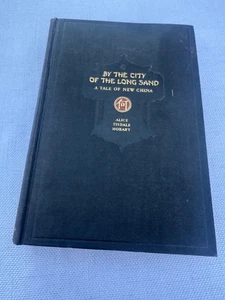 BY THE CITY
OF THE LONG SAND
A TALE OF NEW CHINA
ALICE
TISDALE
HOBART